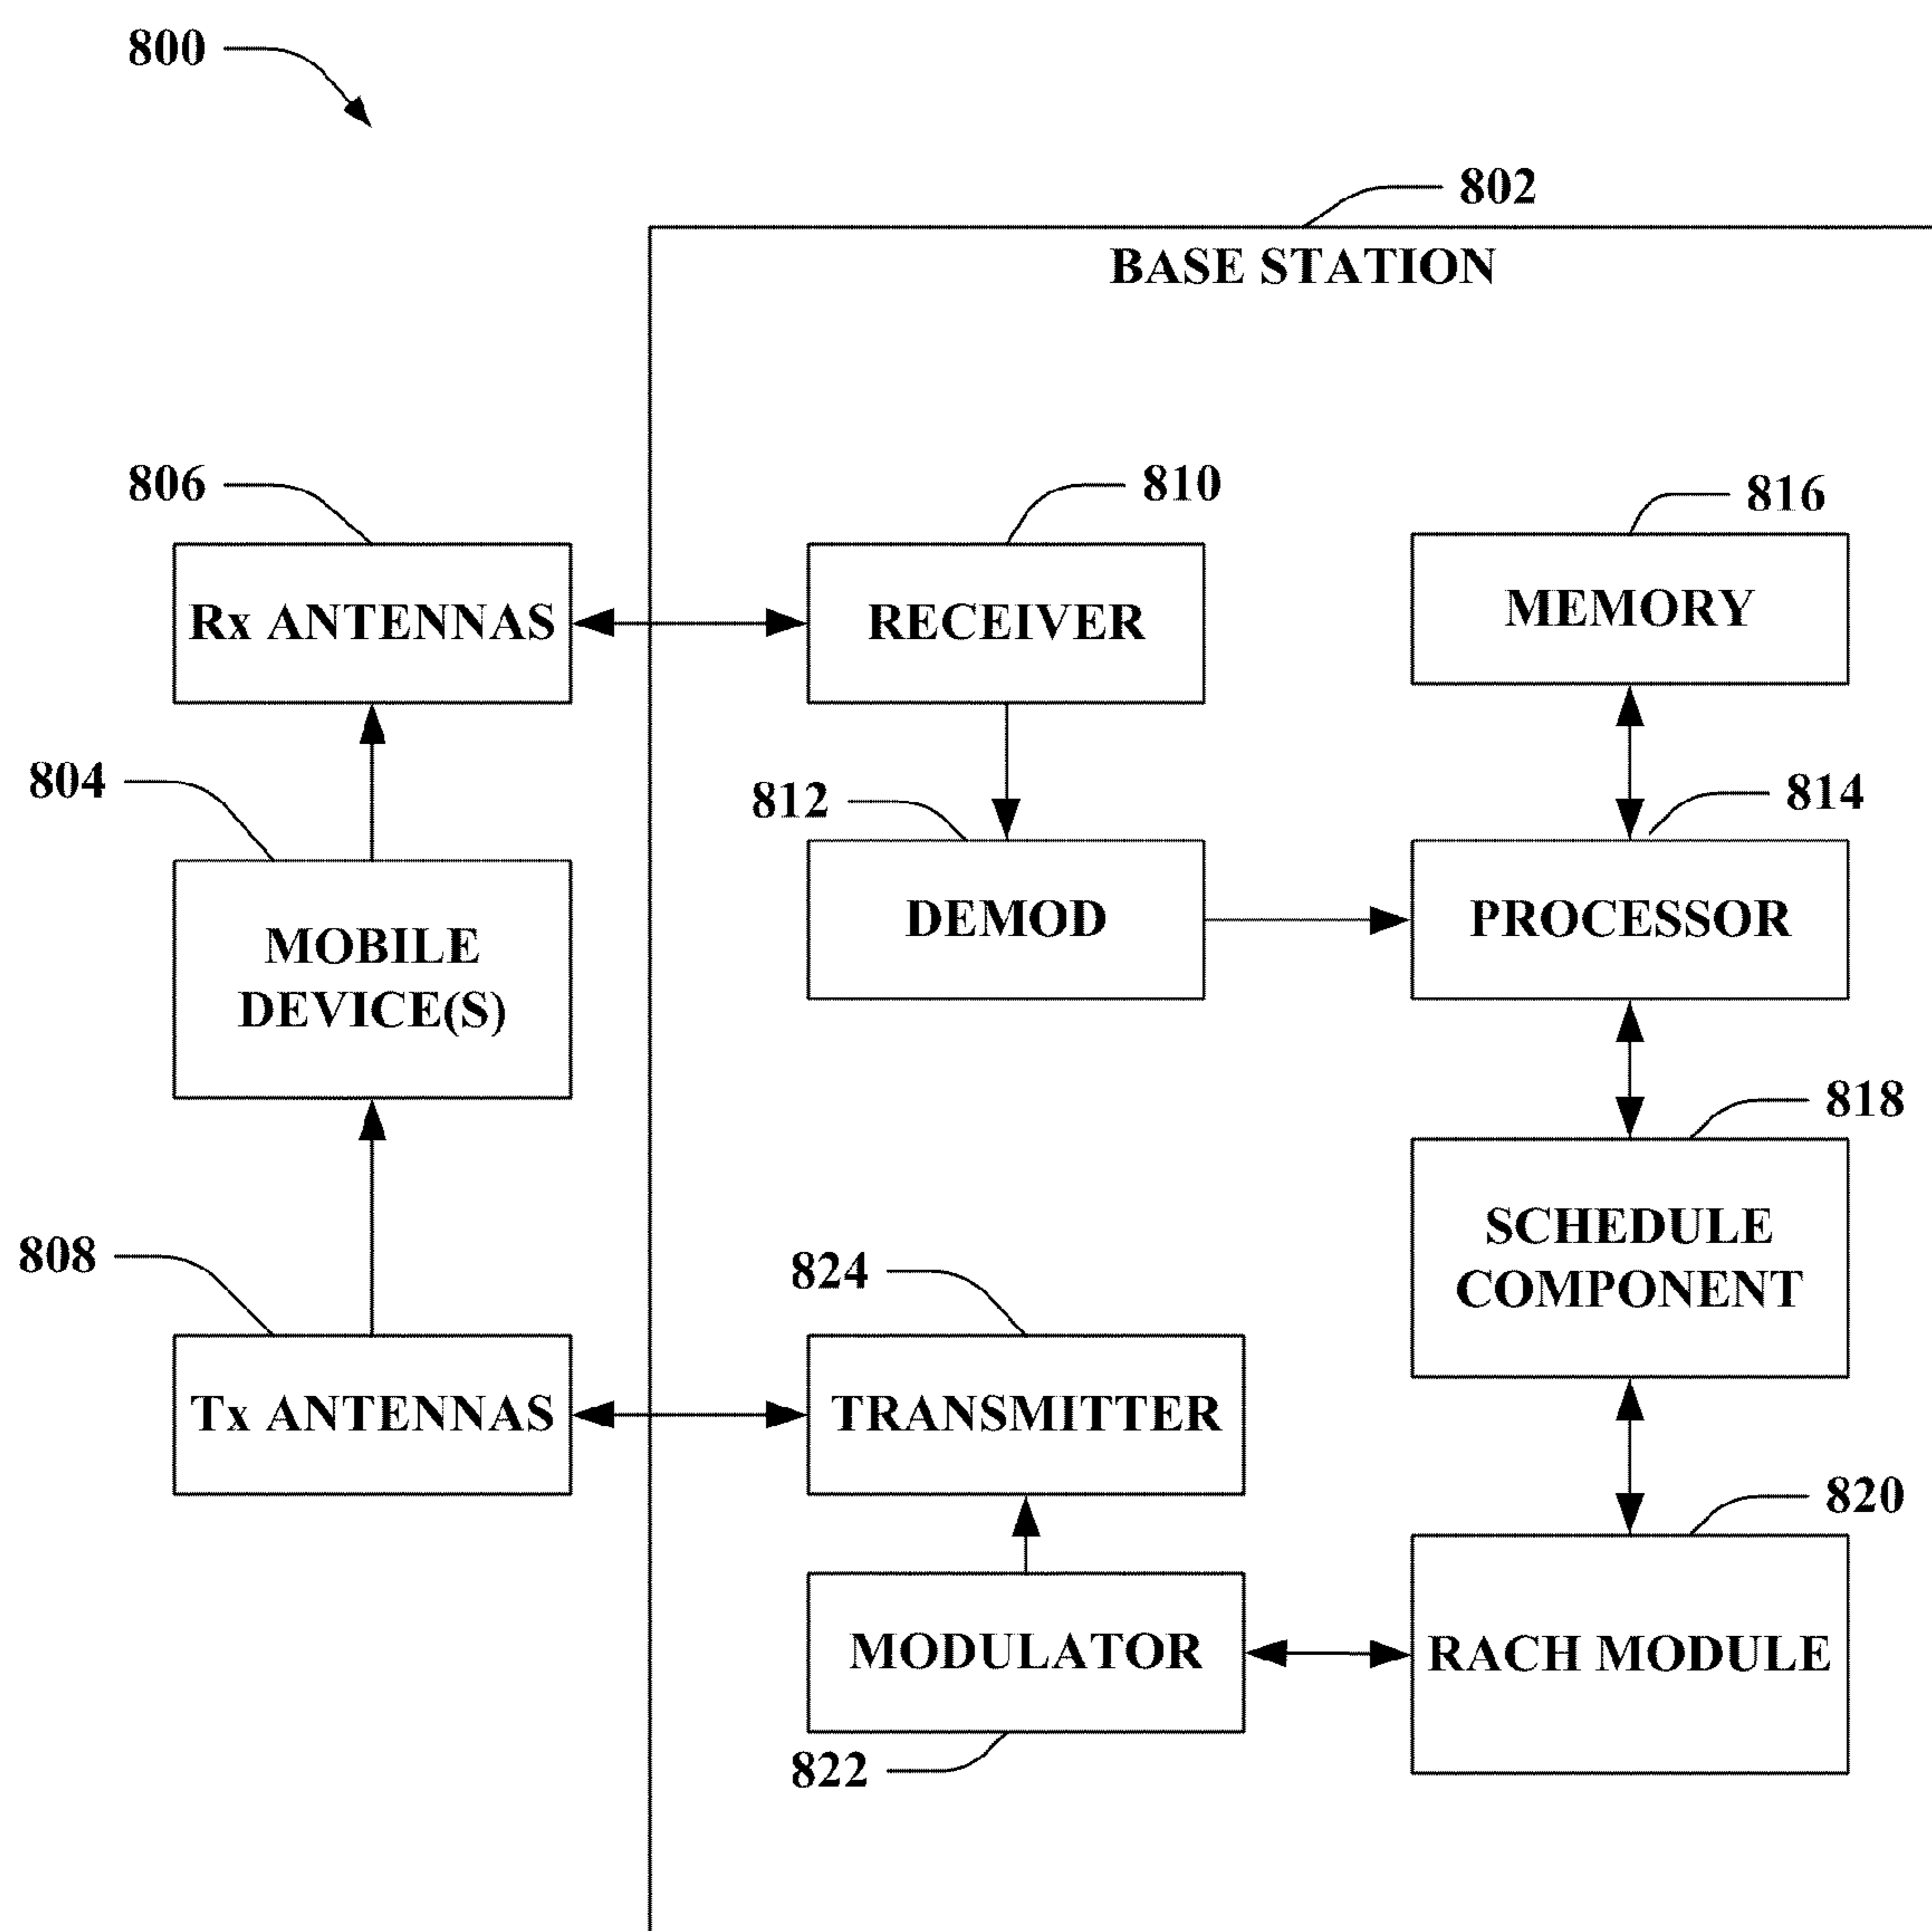 800
802
BASE STATION
806
810
816
Rx ANTENNAS
RECEIVER
MEMORY
804
812
814
MOBILE
DEVICE(S)
DEMOD
PROCESSOR
818
808
824
SCHEDULE
COMPONENT
Tx ANTENNAS
TRANSMITTER
820
MODULATOR
RACH MODULE
822